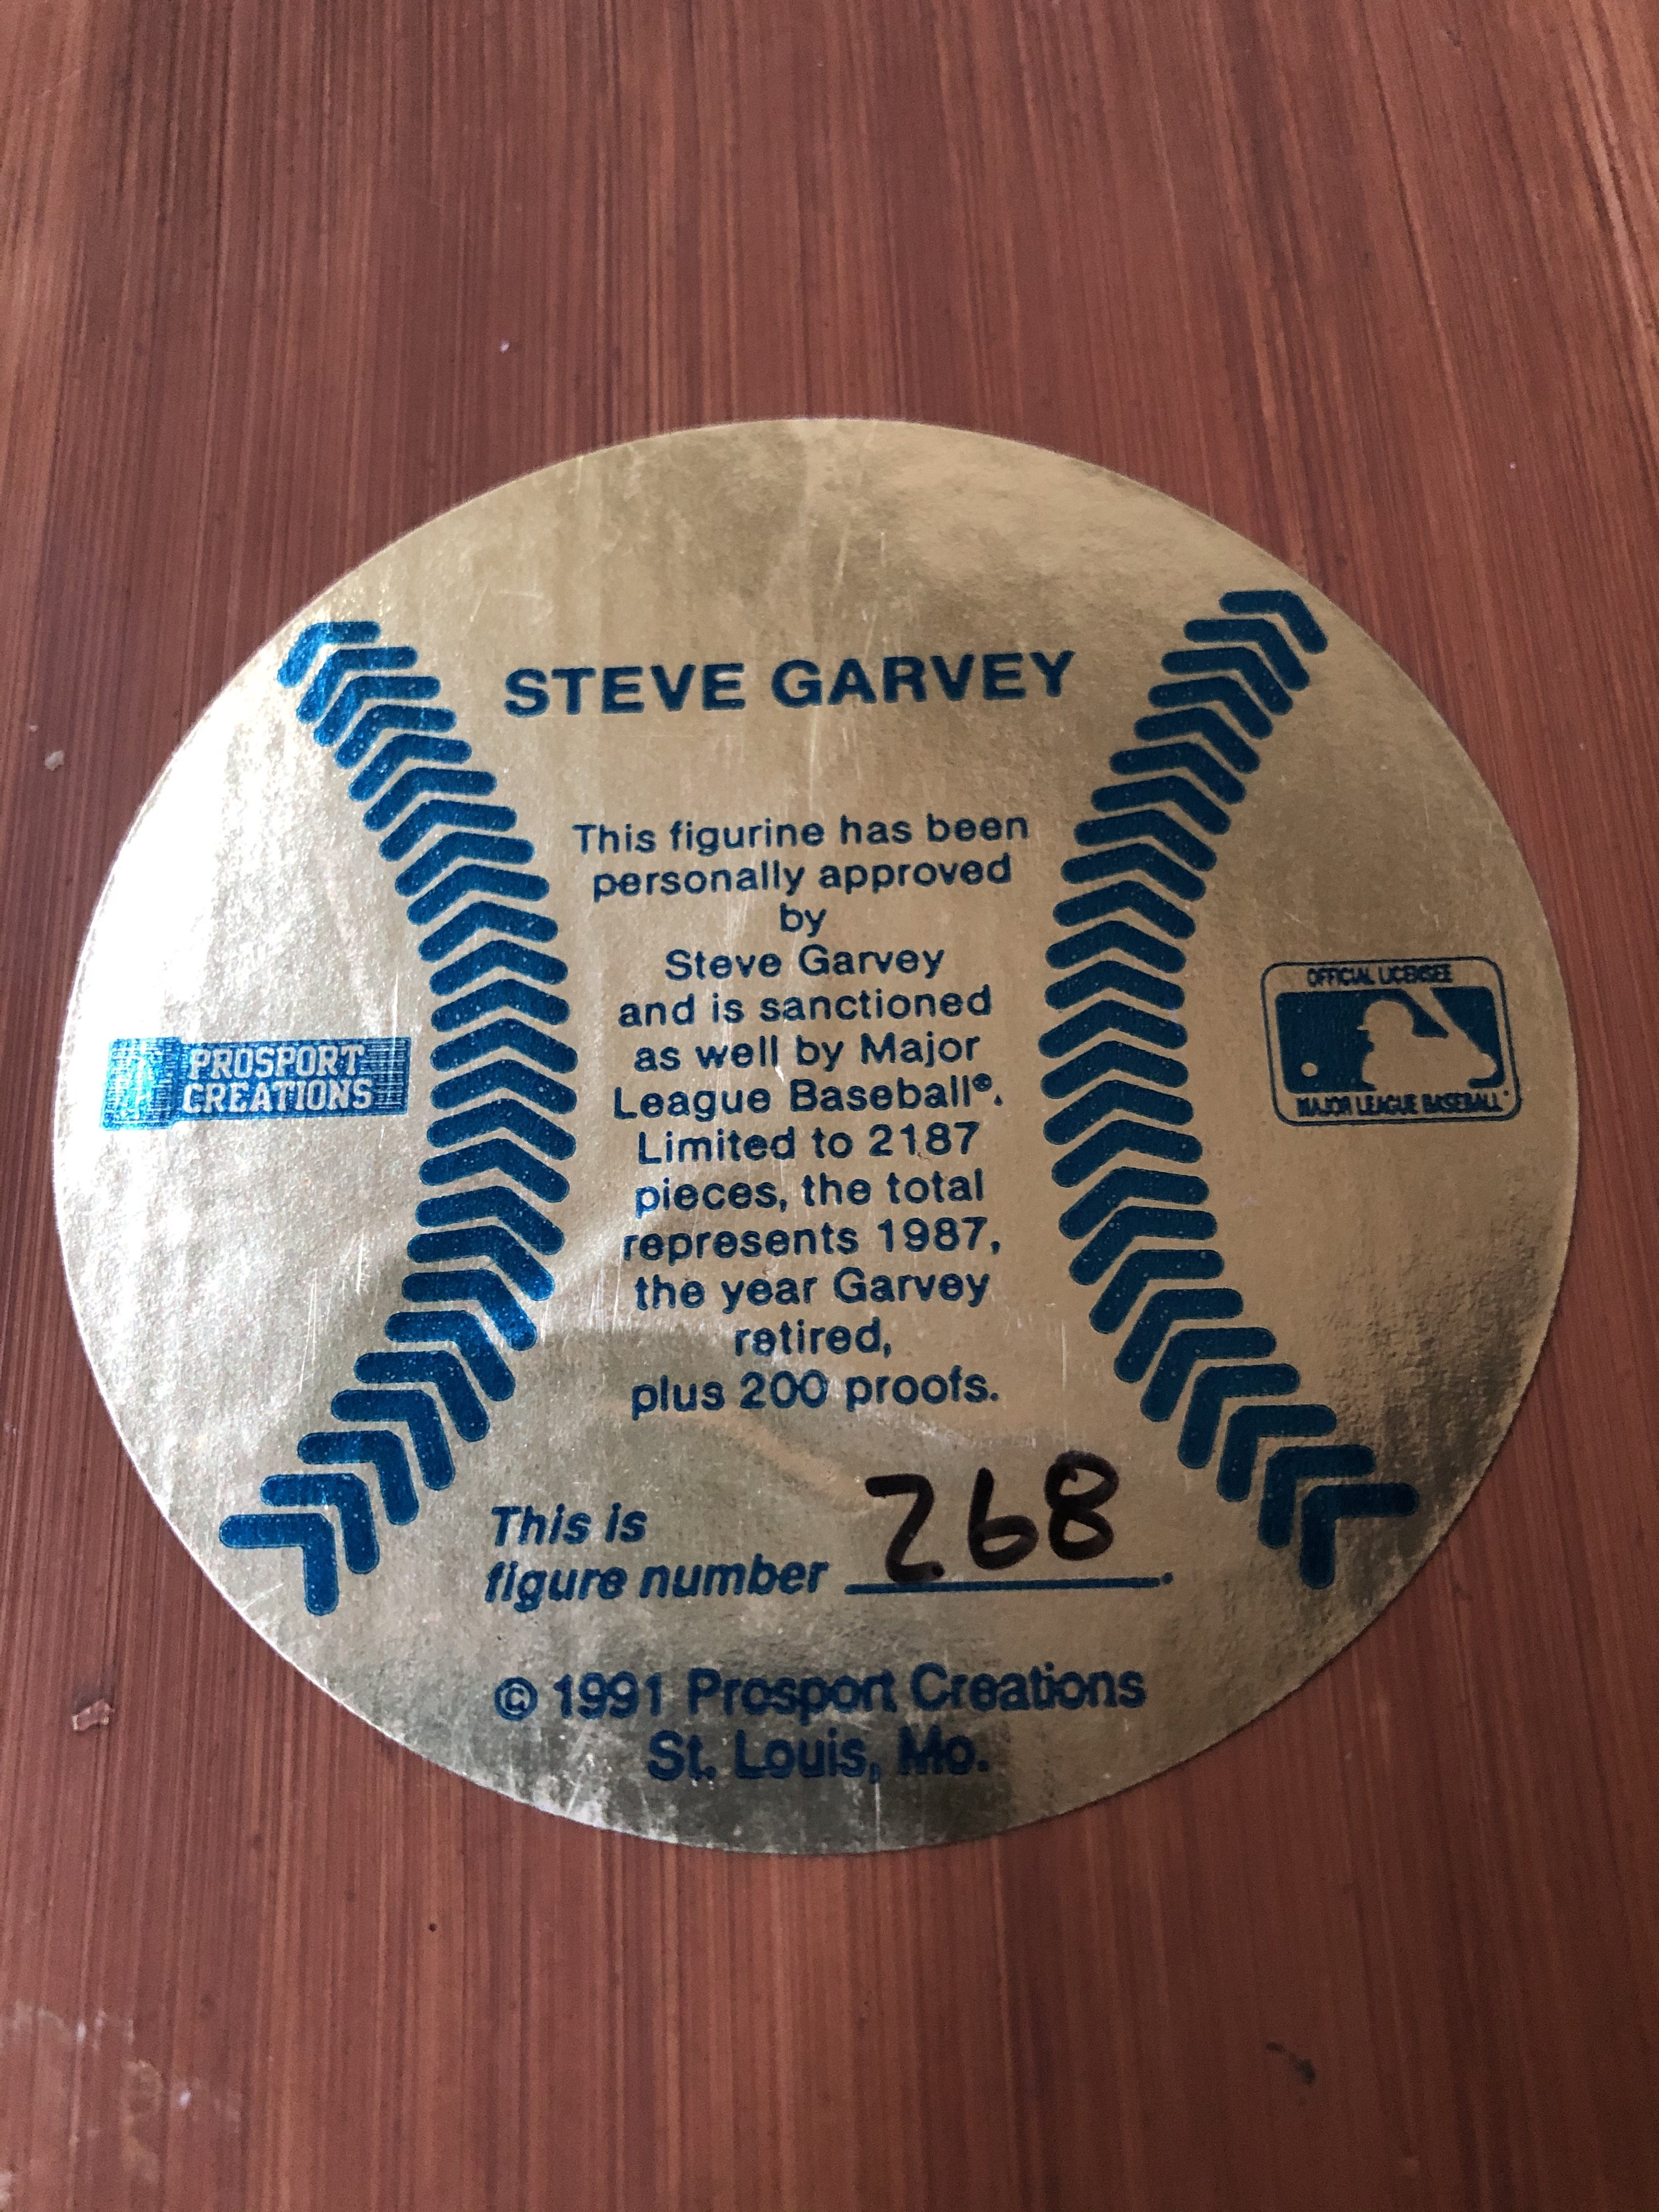 STEVE GARVEY
This figurine has been
personally approved
by
Steve Garvey
and is sanctioned
as well by Major
League Baseball®.
Limited to 2187
pieces, the total
represents 1987,
the year Garvey
retired,
plus 200 proofs.
PROSPORT
CREATIONS
OFFICIAL LICENSEE
MAJOR LEAGUE BASEBALL
This is
figure number 268.
© 1991 Prosport Creations
St. Louis, Mo.